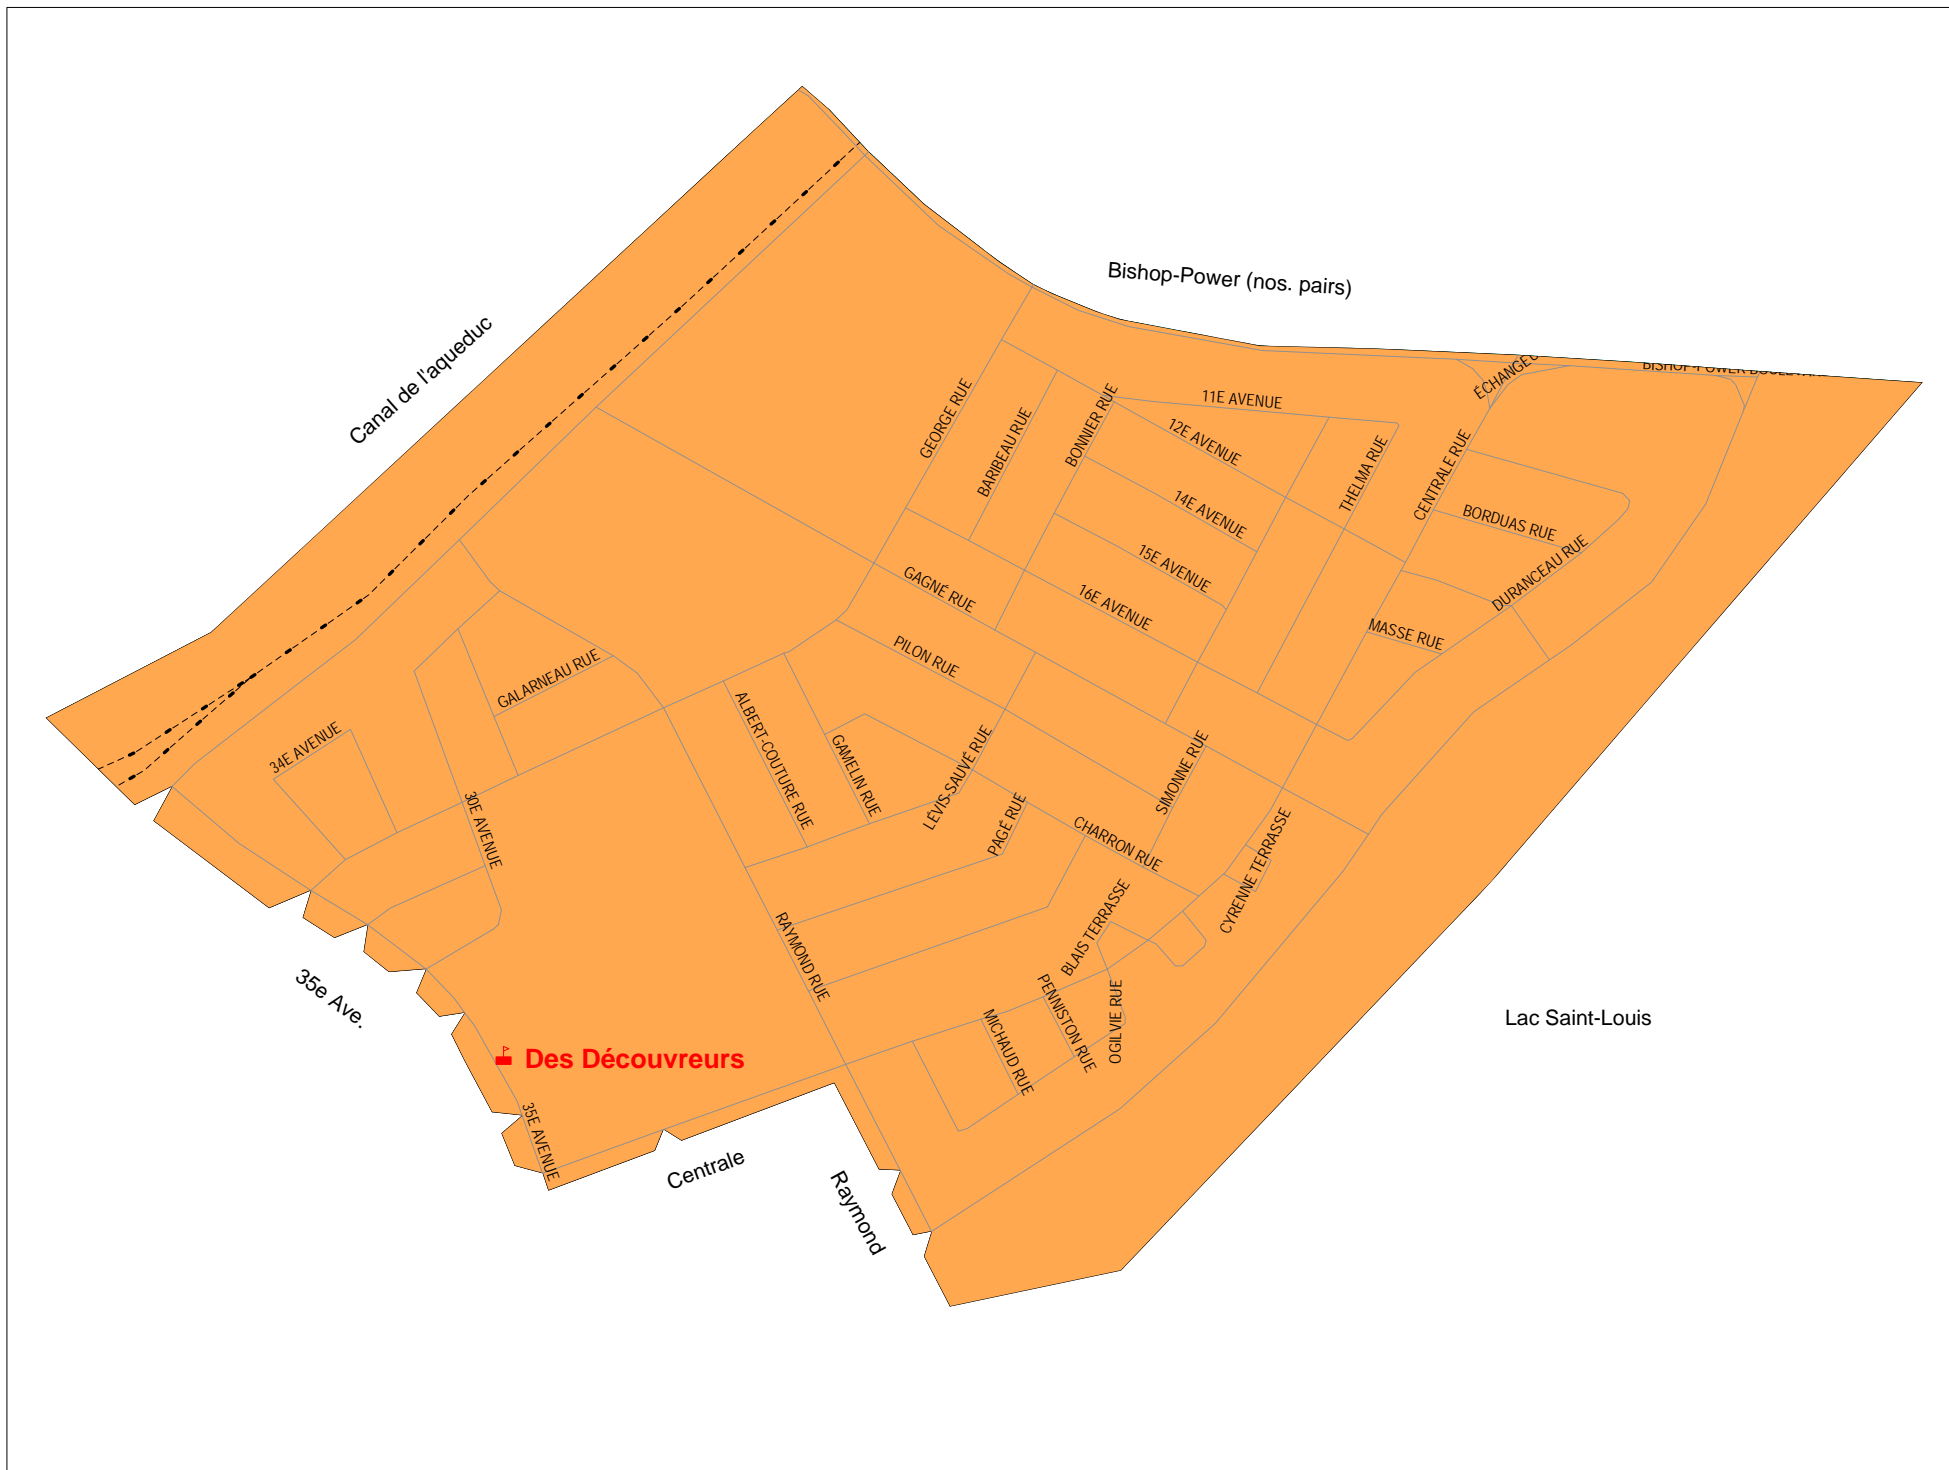 Bishop-Power (nos. pairs)
Canal de l'aqueduc
ÉCHANGEU
11E AVENUE
GEORGE RUE
BARIBEAU RUE
BONNIER RUE
12E AVENUE
THELMA RUE
CENTRALE RUE
14E AVENUE
BORDUAS RUE
15E AVENUE
DURANCEAU RUE
GAGNÉ RUE
16E AVENUE
MASSE RUE
PILON RUE
GALARNEAU RUE
34E AVENUE
ALBERT-COUTURE RUE
GAMELIN RUE
LÉVIS-SAUVÉ RUE
SIMONNE RUE
30E AVENUE
PAGÉ RUE
CHARRON RUE
CYRENNE TERRASSE
BLAIS TERRASSE
RAYMOND RUE
35e Ave.
PENNISTON RUE
OGILVIE RUE
MICHAUD RUE
Lac Saint-Louis
Des Découvreurs
35E AVENUE
Centrale
Raymond